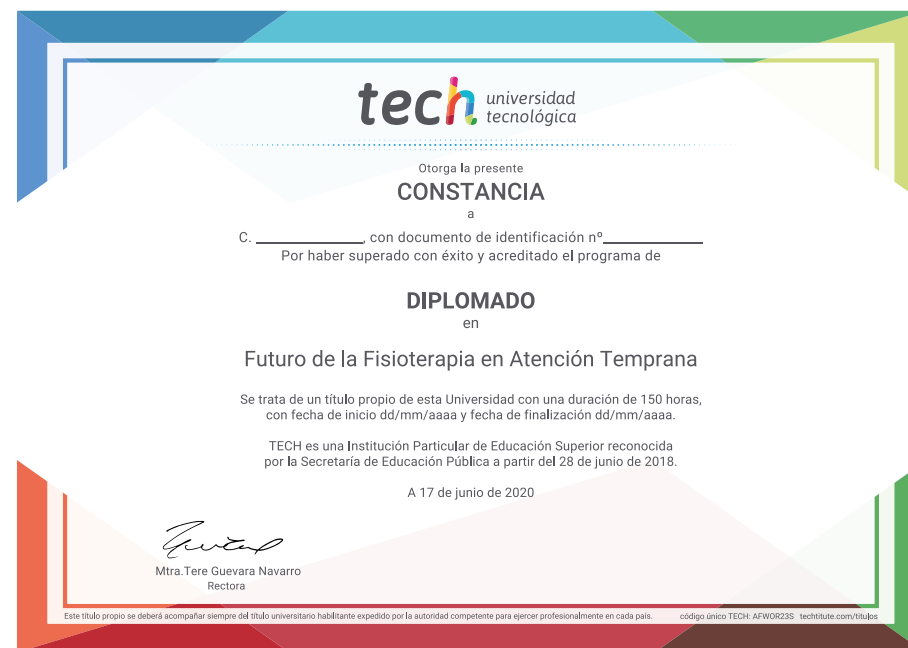 tech universidad
tecnológica
Otorga la presente
CONSTANCIA
a
C. ______________, con documento de identificación nº_____________
Por haber superado con éxito y acreditado el programa de
DIPLOMADO
en
Futuro de la Fisioterapia en Atención Temprana
Se trata de un título propio de esta Universidad con una duración de 150 horas,
con fecha de inicio dd/mm/aaaa y fecha de finalización dd/mm/aaaa.
TECH es una Institución Particular de Educación Superior reconocida
por la Secretaría de Educación Pública a partir del 28 de junio de 2018.
A 17 de junio de 2020
Mtra.Tere Guevara Navarro
Rectora
Este título propio se deberá acompañar siempre del título universitario habilitante expedido por la autoridad competente para ejercer profesionalmente en cada país. código único TECH: AFWOR23S techtitute.com/titulos